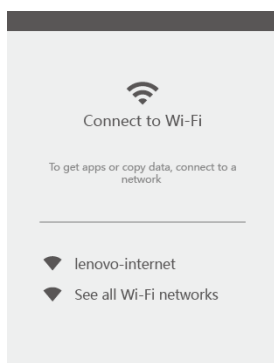 Connect to Wi-Fi
To get apps or copy data, connect to a
network
lenovo-internet
See all Wi-Fi networks